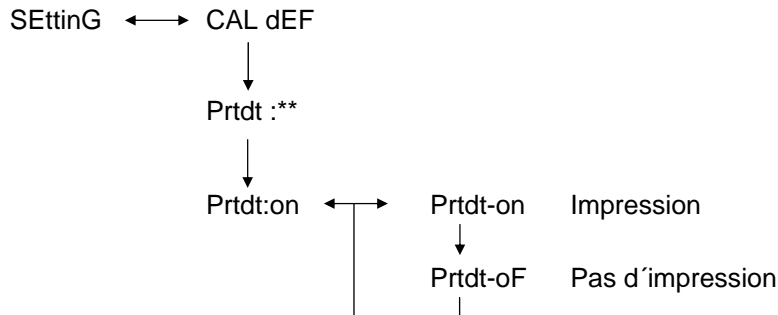 SEttinG CAL dEF
Prtdt :**
Prtdt:on Prtdt-on Impression
Prtdt-oF Pas d´impression